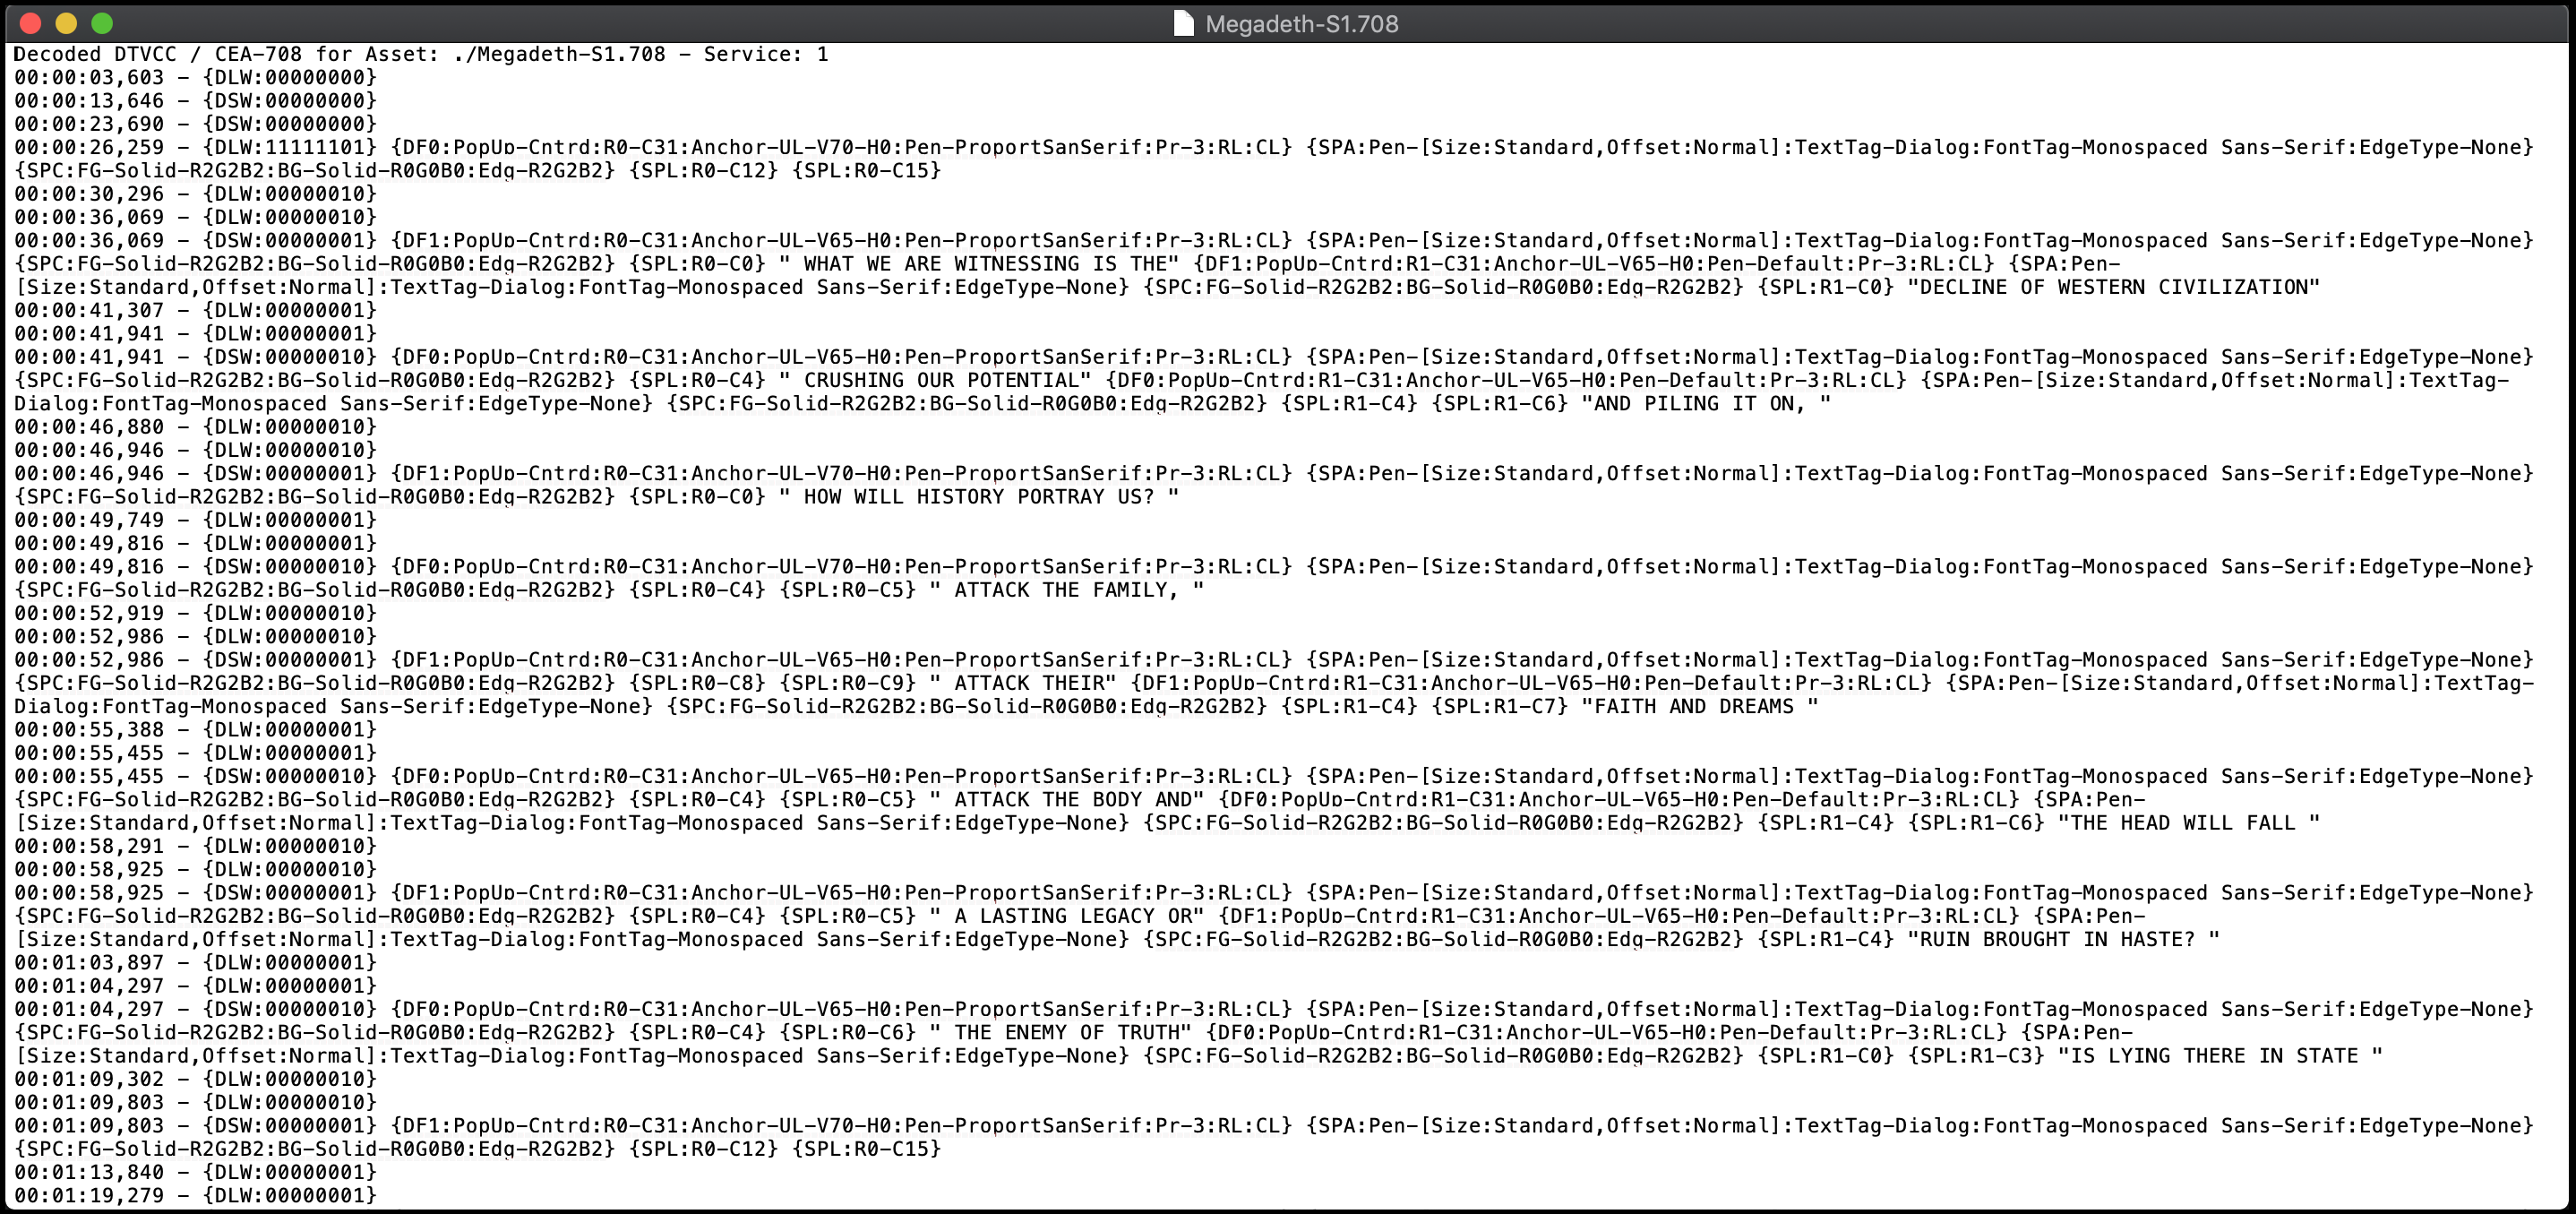 Megadeth-S1.708
Decoded DTVCC / CEA-708 for Asset: ./Megadeth-S1.708 - Service: 1
00:00:03,603 - {DLW:00000000}
00:00:13,646 - {DSW:00000000}
00:00:23,690 - {DSW:00000000}
00:00:26,259 - {DLW:11111101} {DF0:PopUp-Cntrd:R0-C31:Anchor-UL-V70-H0:Pen-ProportSanSerif:Pr-3:RL:CL} {SPA:Pen-[Size:Standard,Offset:Normal]:TextTag-Dialog:FontTag-Monospaced Sans-Serif:EdgeType-None}
{SPC:FG-Solid-R2G2B2:BG-Solid-R0G0B0:Edg-R2G2B2} {SPL:R0-C12} {SPL:R0-C15}
00:00:30,296 - {DLW:00000010}
00:00:36,069 - {DLW:00000010}
00:00:36,069 - {DSW:00000001} {DF1:PopUp-Cntrd:R0-C31:Anchor-UL-V65-H0:Pen-ProportSanSerif:Pr-3:RL:CL} {SPA:Pen-[Size:Standard,Offset:Normal]:TextTag-Dialog:FontTag-Monospaced Sans-Serif:EdgeType-None}
{SPC:FG-Solid-R2G2B2:BG-Solid-R0G0B0:Edg-R2G2B2} {SPL:R0-C0} " WHAT WE ARE WITNESSING IS THE" {DF1:PopUp-Cntrd:R1-C31:Anchor-UL-V65-H0:Pen-Default:Pr-3:RL:CL} {SPA:Pen-
[Size:Standard,Offset:Normal]:TextTag-Dialog:FontTag-Monospaced Sans-Serif:EdgeType-None} {SPC:FG-Solid-R2G2B2:BG-Solid-R0G0B0:Edg-R2G2B2} {SPL:R1-C0} "DECLINE OF WESTERN CIVILIZATION"
00:00:41,307 - {DLW:00000001}
00:00:41,941 - {DLW:00000001}
00:00:41,941 - {DSW:00000010} {DF0:PopUp-Cntrd:R0-C31:Anchor-UL-V65-H0:Pen-ProportSanSerif:Pr-3:RL:CL} {SPA:Pen-[Size:Standard,Offset:Normal]:TextTag-Dialog:FontTag-Monospaced Sans-Serif:EdgeType-None}
{SPC:FG-Solid-R2G2B2:BG-Solid-R0G0B0:Edg-R2G2B2} {SPL:R0-C4} " CRUSHING OUR POTENTIAL" {DF0:PopUp-Cntrd:R1-C31:Anchor-UL-V65-H0:Pen-Default:Pr-3:RL:CL} {SPA:Pen-[Size:Standard,Offset:Normal]:TextTag-
Dialog:FontTag-Monospaced Sans-Serif:EdgeType-None} {SPC:FG-Solid-R2G2B2:BG-Solid-R0G0B0:Edg-R2G2B2} {SPL:R1-C4} {SPL:R1-C6} "AND PILING IT ON, "
00:00:46,880 - {DLW:00000010}
00:00:46,946 - {DLW:00000010}
00:00:46,946 - {DSW:00000001} {DF1:PopUp-Cntrd:R0-C31:Anchor-UL-V70-H0:Pen-ProportSanSerif:Pr-3:RL:CL} {SPA:Pen-[Size:Standard,Offset:Normal]:TextTag-Dialog:FontTag-Monospaced Sans-Serif:EdgeType-None}
{SPC:FG-Solid-R2G2B2:BG-Solid-R0G0B0:Edg-R2G2B2} {SPL:R0-C0} " HOW WILL HISTORY PORTRAY US? "
00:00:49,749 - {DLW:00000001}
00:00:49,816 - {DLW:00000001}
00:00:49,816 - {DSW:00000010} {DF0:PopUp-Cntrd:R0-C31:Anchor-UL-V70-H0:Pen-ProportSanSerif:Pr-3:RL:CL} {SPA:Pen-[Size:Standard,Offset:Normal]:TextTag-Dialog:FontTag-Monospaced Sans-Serif:EdgeType-None}
{SPC:FG-Solid-R2G2B2:BG-Solid-R0G0B0:Edg-R2G2B2} {SPL:R0-C4} {SPL:R0-C5} " ATTACK THE FAMILY, "
00:00:52,919 - {DLW:00000010}
00:00:52,986 - {DLW:00000010}
00:00:52,986 - {DSW:00000001} {DF1:PopUp-Cntrd:R0-C31:Anchor-UL-V65-H0:Pen-ProportSanSerif:Pr-3:RL:CL} {SPA:Pen-[Size:Standard,Offset:Normal]:TextTag-Dialog:FontTag-Monospaced Sans-Serif:EdgeType-None}
{SPC:FG-Solid-R2G2B2:BG-Solid-R0G0B0:Edg-R2G2B2} {SPL:R0-C8} {SPL:R0-C9} " ATTACK THEIR" {DF1:PopUp-Cntrd:R1-C31:Anchor-UL-V65-H0:Pen-Default:Pr-3:RL:CL} {SPA:Pen-[Size:Standard,Offset:Normal]:TextTag-
Dialog:FontTag-Monospaced Sans-Serif:EdgeType-None} {SPC:FG-Solid-R2G2B2:BG-Solid-R0G0B0:Edg-R2G2B2} {SPL:R1-C4} {SPL:R1-C7} "FAITH AND DREAMS "
00:00:55,388 - {DLW:00000001}
00:00:55,455 - {DLW:00000001}
00:00:55,455 - {DSW:00000010} {DF0:PopUp-Cntrd:R0-C31:Anchor-UL-V65-H0:Pen-ProportSanSerif:Pr-3:RL:CL} {SPA:Pen-[Size:Standard,Offset:Normal]:TextTag-Dialog:FontTag-Monospaced Sans-Serif:EdgeType-None}
{SPC:FG-Solid-R2G2B2:BG-Solid-R0G0B0:Edg-R2G2B2} {SPL:R0-C4} {SPL:R0-C5} " ATTACK THE BODY AND" {DF0:PopUp-Cntrd:R1-C31:Anchor-UL-V65-H0:Pen-Default:Pr-3:RL:CL} {SPA:Pen-
[Size:Standard,Offset:Normal]:TextTag-Dialog:FontTag-Monospaced Sans-Serif:EdgeType-None} {SPC:FG-Solid-R2G2B2:BG-Solid-R0G0B0:Edg-R2G2B2} {SPL:R1-C4} {SPL:R1-C6} "THE HEAD WILL FALL "
00:00:58,291 - {DLW:00000010}
00:00:58,925 - {DLW:00000010}
00:00:58,925 - {DSW:00000001} {DF1:PopUp-Cntrd:R0-C31:Anchor-UL-V65-H0:Pen-ProportSanSerif:Pr-3:RL:CL} {SPA:Pen-[Size:Standard,Offset:Normal]:TextTag-Dialog:FontTag-Monospaced Sans-Serif:EdgeType-None}
{SPC:FG-Solid-R2G2B2:BG-Solid-R0G0B0:Edg-R2G2B2} {SPL:R0-C4} {SPL:R0-C5} " A LASTING LEGACY OR" {DF1:PopUp-Cntrd:R1-C31:Anchor-UL-V65-H0:Pen-Default:Pr-3:RL:CL} {SPA:Pen-
[Size:Standard,Offset:Normal]:TextTag-Dialog:FontTag-Monospaced Sans-Serif:EdgeType-None} {SPC:FG-Solid-R2G2B2:BG-Solid-R0G0B0:Edg-R2G2B2} {SPL:R1-C4} "RUIN BROUGHT IN HASTE? "
00:01:03,897 - {DLW:00000001}
00:01:04,297 - {DLW:00000001}
00:01:04,297 - {DSW:00000010} {DF0:PopUp-Cntrd:R0-C31:Anchor-UL-V65-H0:Pen-ProportSanSerif:Pr-3:RL:CL} {SPA:Pen-[Size:Standard,Offset:Normal]:TextTag-Dialog:FontTag-Monospaced Sans-Serif:EdgeType-None}
{SPC:FG-Solid-R2G2B2:BG-Solid-R0G0B0:Edg-R2G2B2} {SPL:R0-C4} {SPL:R0-C6} " THE ENEMY OF TRUTH" {DF0:PopUp-Cntrd:R1-C31:Anchor-UL-V65-H0:Pen-Default:Pr-3:RL:CL} {SPA:Pen-
[Size:Standard,Offset:Normal]:TextTag-Dialog:FontTag-Monospaced Sans-Serif:EdgeType-None} {SPC:FG-Solid-R2G2B2:BG-Solid-R0G0B0:Edg-R2G2B2} {SPL:R1-C0} {SPL:R1-C3} "IS LYING THERE IN STATE "
00:01:09,302 - {DLW:00000010}
00:01:09,803 - {DLW:00000010}
00:01:09,803 - {DSW:00000001} {DF1:PopUp-Cntrd:R0-C31:Anchor-UL-V70-H0:Pen-ProportSanSerif:Pr-3:RL:CL} {SPA:Pen-[Size:Standard,Offset:Normal]:TextTag-Dialog:FontTag-Monospaced Sans-Serif:EdgeType-None}
{SPC:FG-Solid-R2G2B2:BG-Solid-R0G0B0:Edg-R2G2B2} {SPL:R0-C12} {SPL:R0-C15}
00:01:13,840 - {DLW:00000001}
00:01:19,279 - {DLW:00000001}